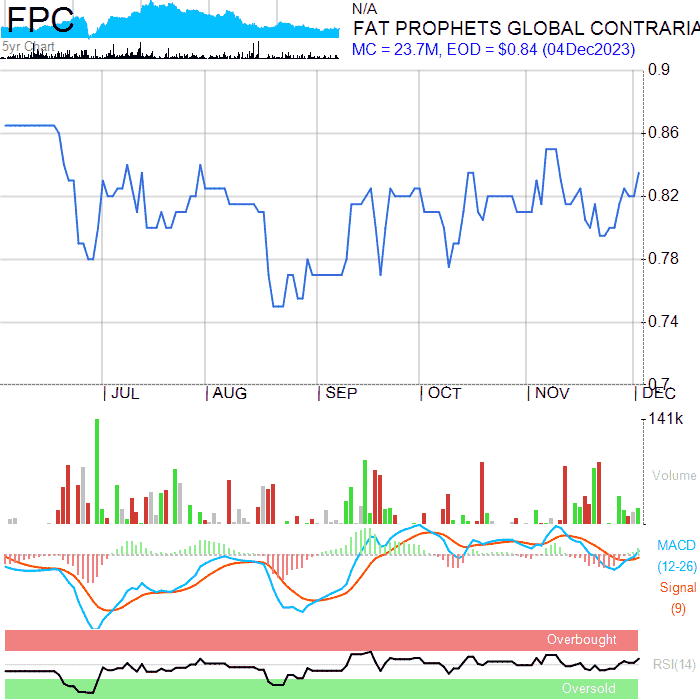 FPC
5yr Chart
N/A
FAT PROPHETS GLOBAL CONTRARIA
MC = 23.7M, EOD = $0.84 (04Dec2023)
0.9
0.86
0.82
0.78
0.74
0.7
JUL
AUG
SEP
OCT
NOV
DEC
141k
Volume
MACD
(12-26)
Signal
(9)
Overbought
RSI(14)
Oversold